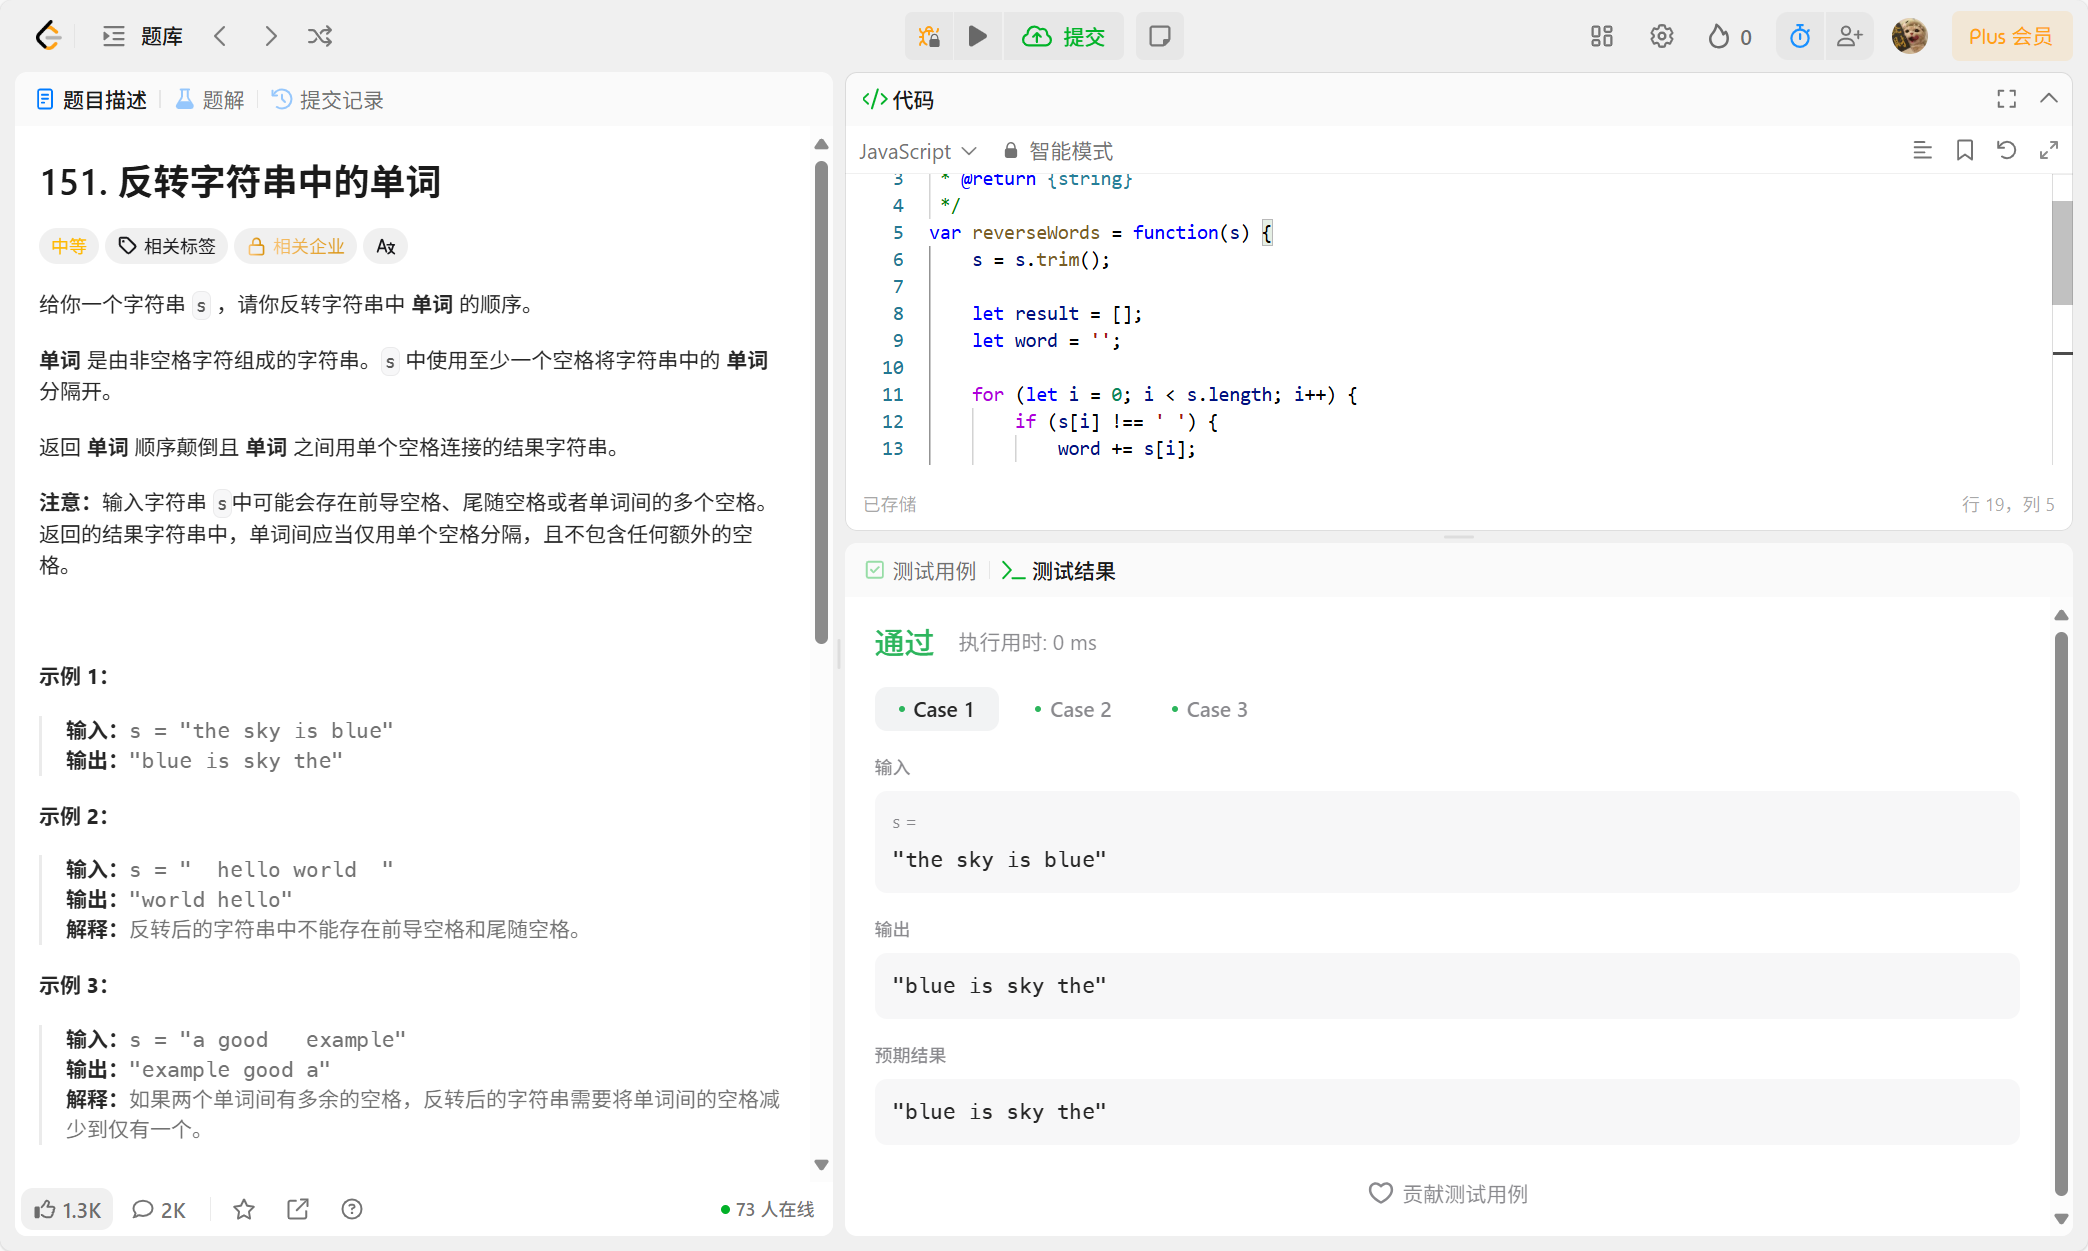 题库
提交
0
Plus 会员
题目描述
题解
提交记录
151. 反转字符串中的单词
中等
相关标签
相关企业
给你一个字符串 s ，请你反转字符串中 单词 的顺序。
单词 是由非空格字符组成的字符串。s 中使用至少一个空格将字符串中的 单词
分隔开。
返回 单词 顺序颠倒且 单词 之间用单个空格连接的结果字符串。
注意：输入字符串 s中可能会存在前导空格、尾随空格或者单词间的多个空格。
返回的结果字符串中，单词间应当仅用单个空格分隔，且不包含任何额外的空
格。
示例 1：
输入：s = "the sky is blue"
输出："blue is sky the"
示例 2：
输入：s = "  hello world  "
输出："world hello"
解释：反转后的字符串中不能存在前导空格和尾随空格。
示例 3：
输入：s = "a good   example"
输出："example good a"
解释：如果两个单词间有多余的空格，反转后的字符串需要将单词间的空格减
少到仅有一个。
1.3K
2K
73 人在线
</> 代码
JavaScript
智能模式
3 * @return {string}
4 */
5 var reverseWords = function(s) {
6     s = s.trim();
7
8     let result = [];
9     let word = '';
10
11     for (let i = 0; i < s.length; i++) {
12         if (s[i] !== ' ') {
13             word += s[i];
已存储
行 19，列 5
测试用例
测试结果
通过
执行用时: 0 ms
Case 1
Case 2
Case 3
输入
s =
"the sky is blue"
输出
"blue is sky the"
预期结果
"blue is sky the"
贡献测试用例